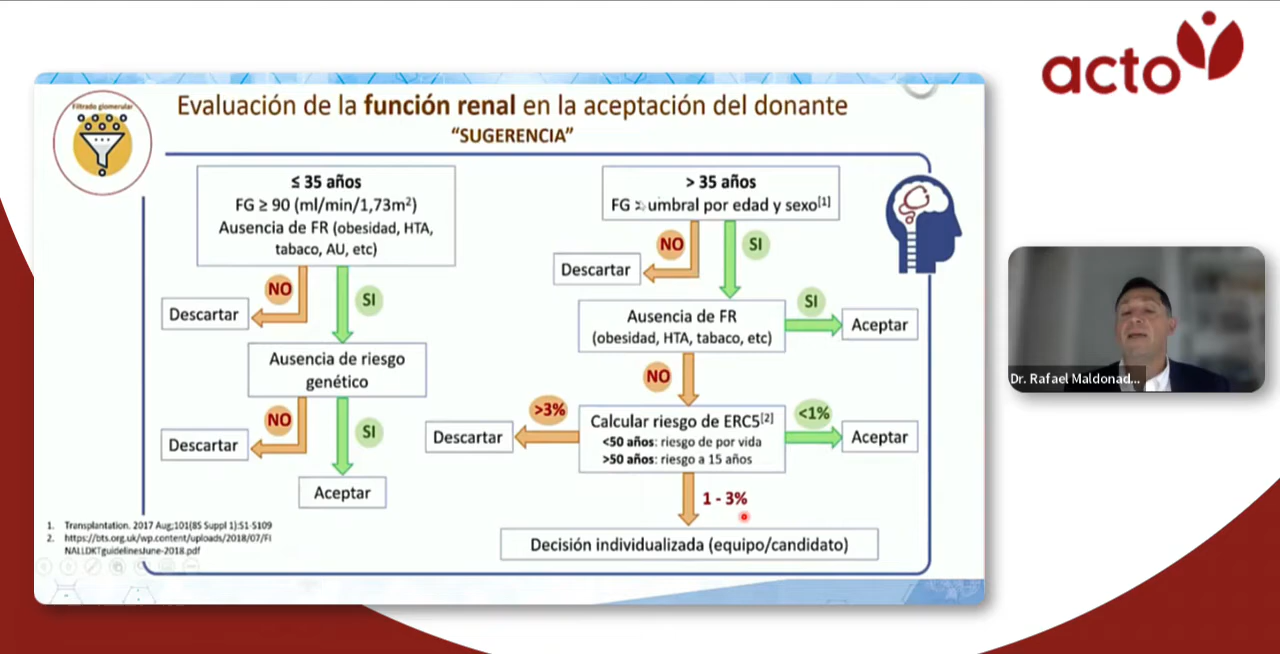 acto
Filtrado glomerular
Evaluación de la función renal en la aceptación del donante
“SUGERENCIA”
≤ 35 años
FG ≥ 90 (ml/min/1,73m²)
Ausencia de FR (obesidad, HTA,
tabaco, AU, etc)
NO
SI
Descartar
Ausencia de riesgo
genético
NO
SI
Descartar
Aceptar
> 35 años
FG umbral por edad y sexo[1]
NO
SI
Descartar
Ausencia de FR
(obesidad, HTA, tabaco, etc)
SI
Aceptar
NO
Calcular riesgo de ERC5[2]
<50 años: riesgo de por vida
>50 años: riesgo a 15 años
>3%
Descartar
<1%
Aceptar
1 - 3%
Decisión individualizada (equipo/candidato)
1. Transplantation. 2017 Aug;101(8S Suppl 1):S1-S109
2. https://bts.org.uk/wp.content/uploads/2018/07/FI
NALLDKTguidelinesJune-2018.pdf
Dr. Rafael Maldonad...